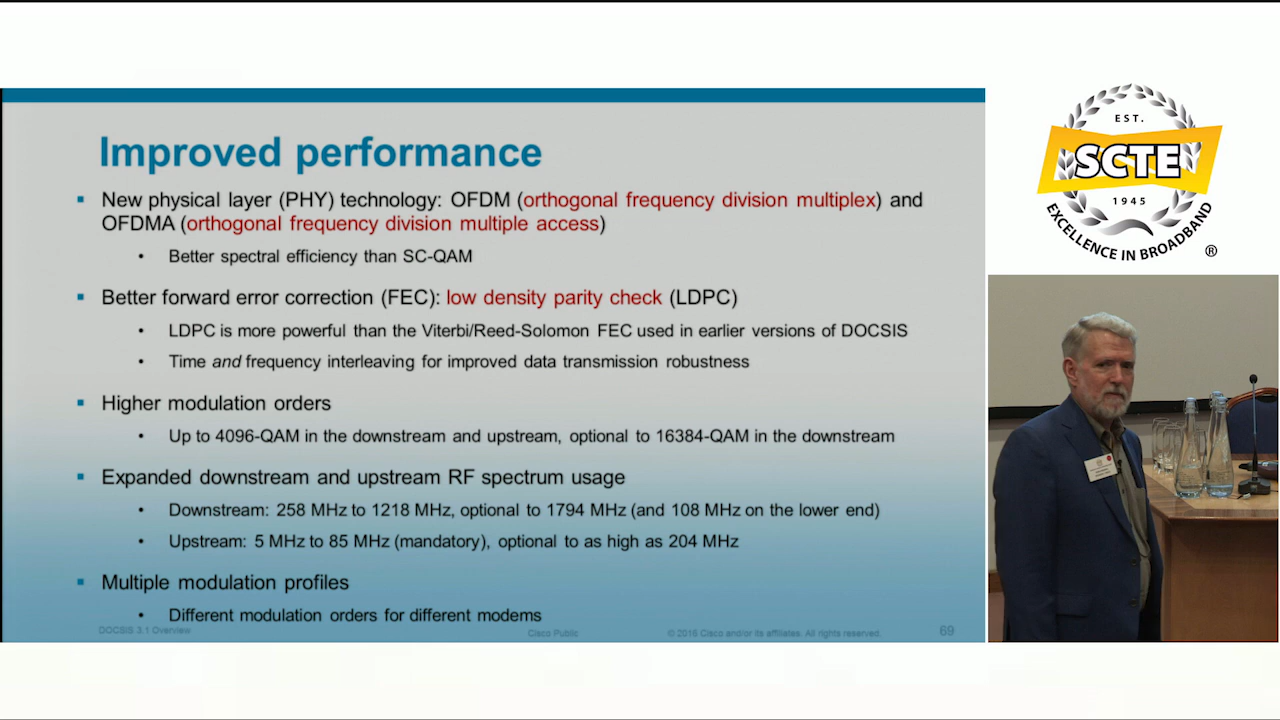 Improved performance
▪ New physical layer (PHY) technology: OFDM (orthogonal frequency division multiplex) and
OFDMA (orthogonal frequency division multiple access)
• Better spectral efficiency than SC-QAM
▪ Better forward error correction (FEC): low density parity check (LDPC)
• LDPC is more powerful than the Viterbi/Reed-Solomon FEC used in earlier versions of DOCSIS
• Time and frequency interleaving for improved data transmission robustness
▪ Higher modulation orders
• Up to 4096-QAM in the downstream and upstream, optional to 16384-QAM in the downstream
▪ Expanded downstream and upstream RF spectrum usage
• Downstream: 258 MHz to 1218 MHz, optional to 1794 MHz (and 108 MHz on the lower end)
• Upstream: 5 MHz to 85 MHz (mandatory), optional to as high as 204 MHz
▪ Multiple modulation profiles
• Different modulation orders for different modems
DOCSIS 3.1 Overview
Cisco Public
© 2016 Cisco and/or its affiliates. All rights reserved.
69
EST.
SCTE
1945
EXCELLENCE IN BROADBAND
®